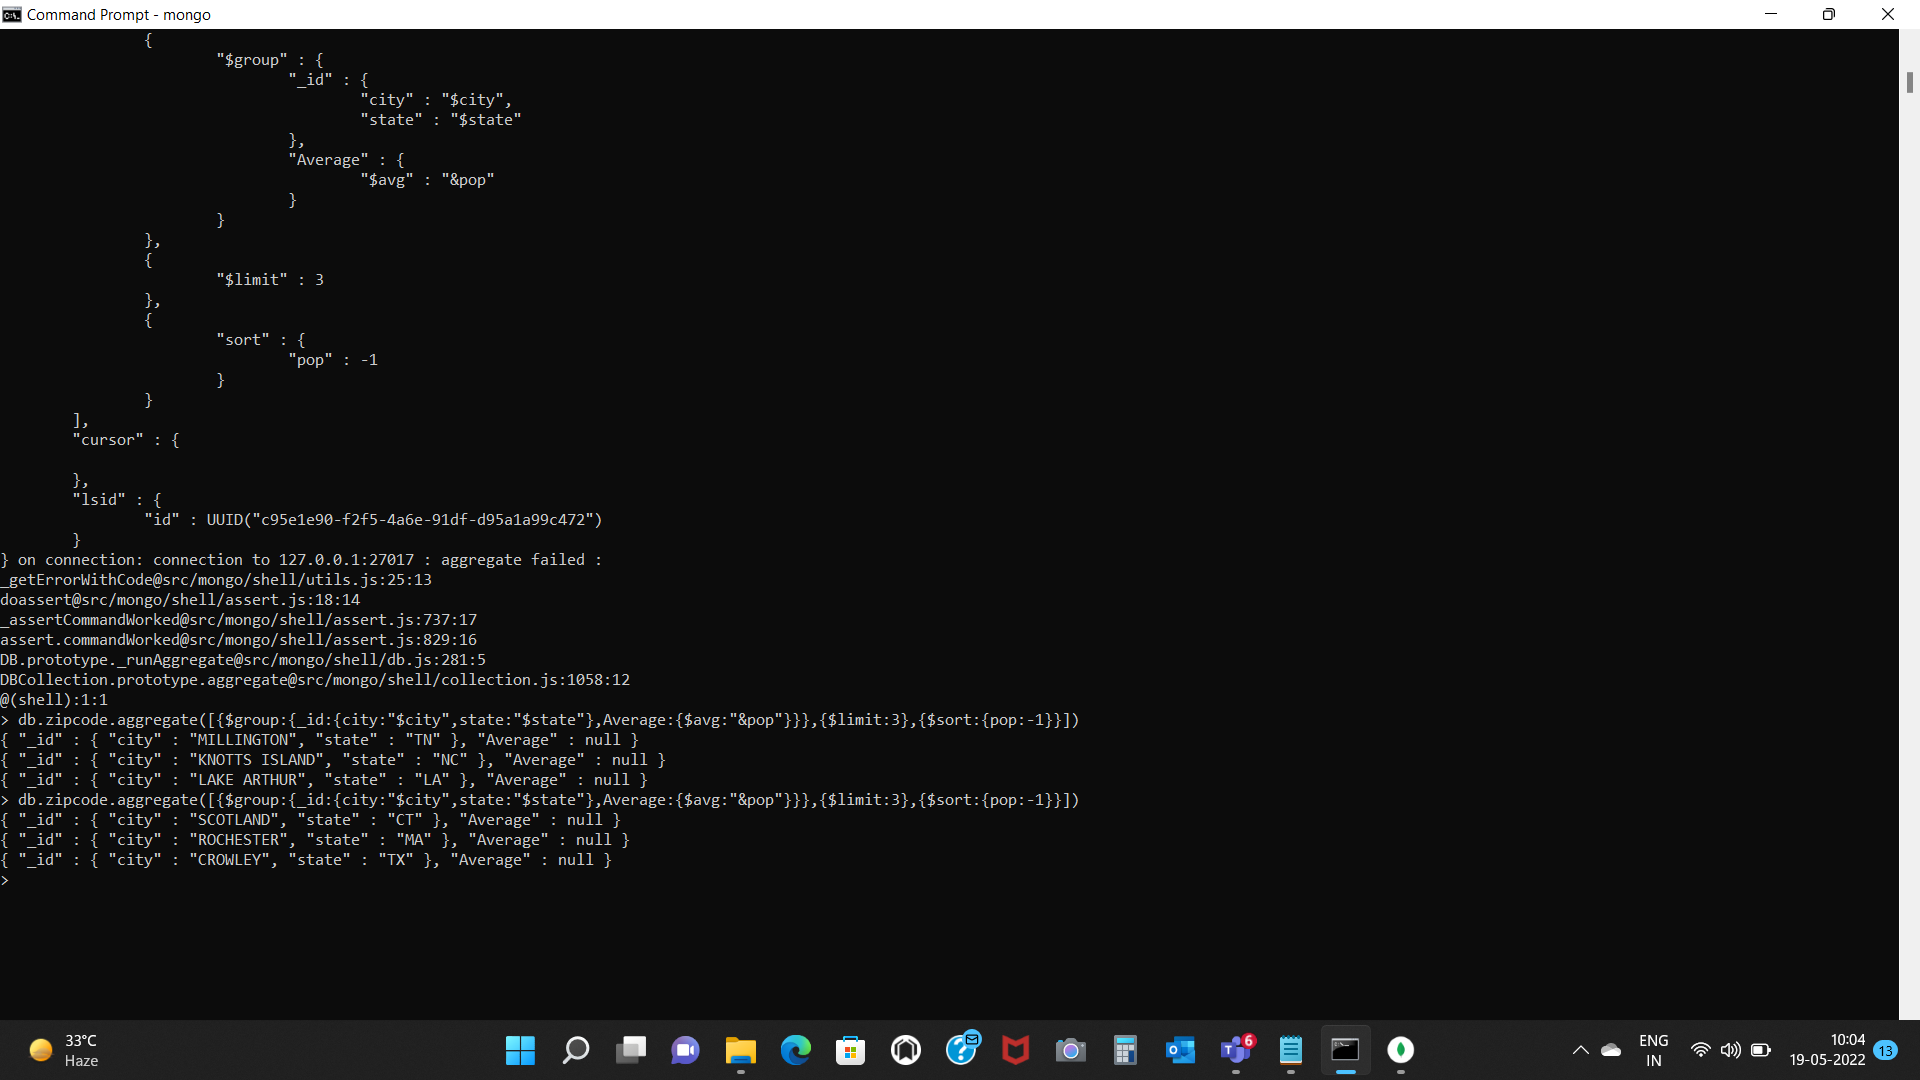 Command Prompt - mongo
{
"$group" : {
"_id" : {
"city" : "$city",
"state" : "$state"
},
"Average" : {
"$avg" : "&pop"
}
}
},
{
"$limit" : 3
},
{
"sort" : {
"pop" : -1
}
}
],
"cursor" : {
},
"lsid" : {
"id" : UUID("c95e1e90-f2f5-4a6e-91df-d95a1a99c472")
}
} on connection: connection to 127.0.0.1:27017 : aggregate failed :
_getErrorWithCode@src/mongo/shell/utils.js:25:13
doassert@src/mongo/shell/assert.js:18:14
_assertCommandWorked@src/mongo/shell/assert.js:737:17
assert.commandWorked@src/mongo/shell/assert.js:829:16
DB.prototype._runAggregate@src/mongo/shell/db.js:281:5
DBCollection.prototype.aggregate@src/mongo/shell/collection.js:1058:12
@(shell):1:1
> db.zipcode.aggregate([{$group:{_id:{city:"$city",state:"$state"},Average:{$avg:"&pop"}}},{$limit:3},{$sort:{pop:-1}}])
{ "_id" : { "city" : "MILLINGTON", "state" : "TN" }, "Average" : null }
{ "_id" : { "city" : "KNOTTS ISLAND", "state" : "NC" }, "Average" : null }
{ "_id" : { "city" : "LAKE ARTHUR", "state" : "LA" }, "Average" : null }
> db.zipcode.aggregate([{$group:{_id:{city:"$city",state:"$state"},Average:{$avg:"&pop"}}},{$limit:3},{$sort:{pop:-1}}])
{ "_id" : { "city" : "SCOTLAND", "state" : "CT" }, "Average" : null }
{ "_id" : { "city" : "ROCHESTER", "state" : "MA" }, "Average" : null }
{ "_id" : { "city" : "CROWLEY", "state" : "TX" }, "Average" : null }
>
33°C
Haze
6
ENG
IN
10:04
19-05-2022
13